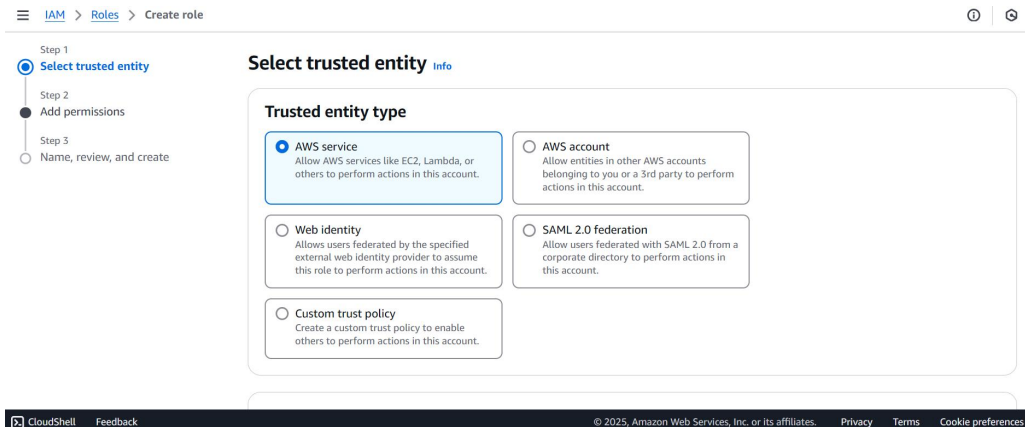 IAM > Roles > Create role
Step 1
Select trusted entity
Step 2
Add permissions
Step 3
Name, review, and create
Select trusted entity Info
Trusted entity type
AWS service
Allow AWS services like EC2, Lambda, or
others to perform actions in this account.
AWS account
Allow entities in other AWS accounts
belonging to you or a 3rd party to perform
actions in this account.
Web identity
Allows users federated by the specified
external web identity provider to assume
this role to perform actions in this account.
SAML 2.0 federation
Allow users federated with SAML 2.0 from a
corporate directory to perform actions in
this account.
Custom trust policy
Create a custom trust policy to enable
others to perform actions in this account.
CloudShell Feedback © 2025, Amazon Web Services, Inc. or its affiliates. Privacy Terms Cookie preferences